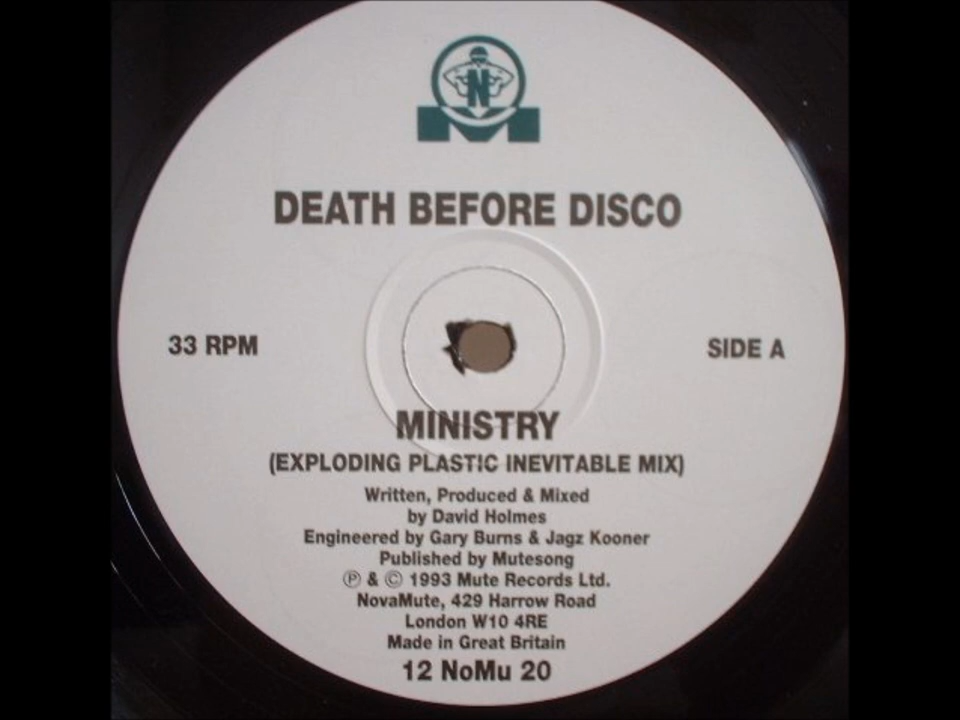 N
DEATH BEFORE DISCO
33 RPM
SIDE A
MINISTRY
(EXPLODING PLASTIC INEVITABLE MIX)
Written, Produced & Mixed
by David Holmes
Engineered by Gary Burns & Jagz Kooner
Published by Mutesong
℗ & © 1993 Mute Records Ltd.
NovaMute, 429 Harrow Road
London W10 4RE
Made in Great Britain
12 NoMu 20